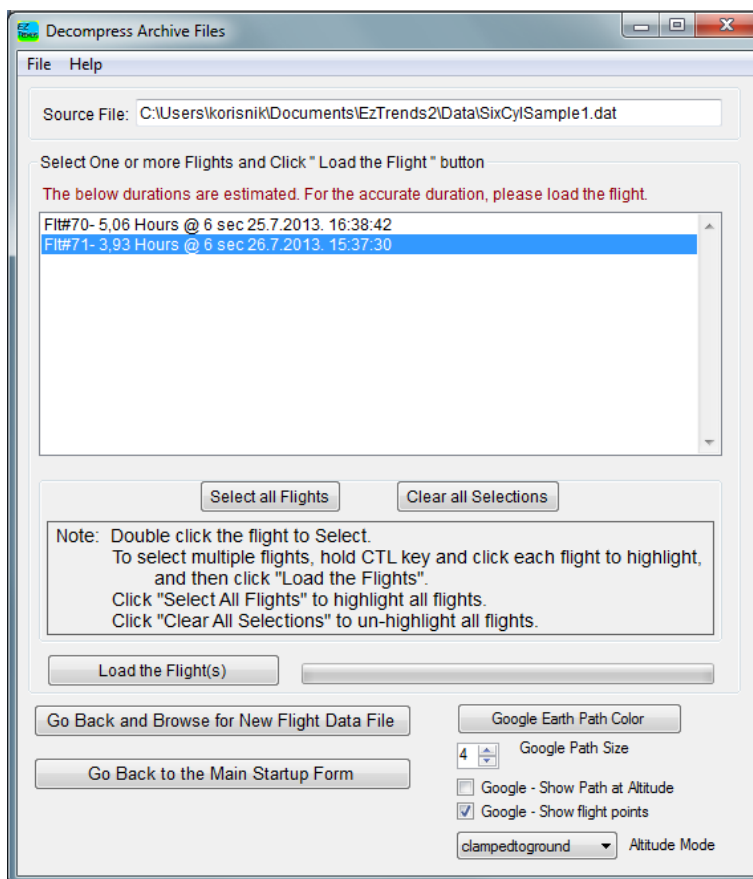 EZ
Trends
Decompress Archive Files
File Help
Source File: C:\Users\korisnik\Documents\EzTrends2\Data\SixCylSample1.dat
Select One or more Flights and Click " Load the Flight " button
The below durations are estimated. For the accurate duration, please load the flight.
Flt#70- 5,06 Hours @ 6 sec 25.7.2013. 16:38:42
Flt#71- 3,93 Hours @ 6 sec 26.7.2013. 15:37:30
Select all Flights Clear all Selections
Note: Double click the flight to Select.
To select multiple flights, hold CTL key and click each flight to highlight,
and then click "Load the Flights".
Click "Select All Flights" to highlight all flights.
Click "Clear All Selections" to un-highlight all flights.
Load the Flight(s)
Go Back and Browse for New Flight Data File
Google Earth Path Color
4 Google Path Size
Go Back to the Main Startup Form
Google - Show Path at Altitude
Google - Show flight points
clampedtoground Altitude Mode